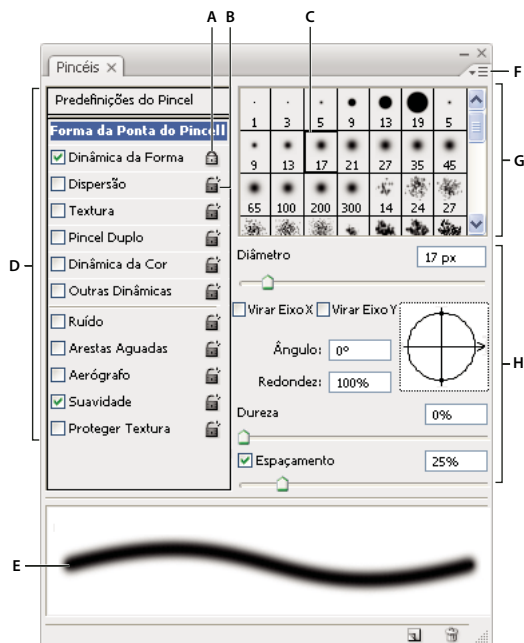 A B C
Pincéis
F
Predefinições do Pincel
Forma da Ponta do Pincell
Dinâmica da Forma
Dispersão
Textura
Pincel Duplo
Dinâmica da Cor
Outras Dinâmicas
Ruído
Arestas Aguadas
Aerógrafo
Suavidade
Proteger Textura
D
1 3 5 9 13 19 5
9 13 17 21 27 35 45
65 100 200 300 14 24 27
G
Diâmetro 17 px
Virar Eixo X Virar Eixo Y
Ângulo: 0º
Redondez: 100%
H
Dureza 0%
Espaçamento 25%
E